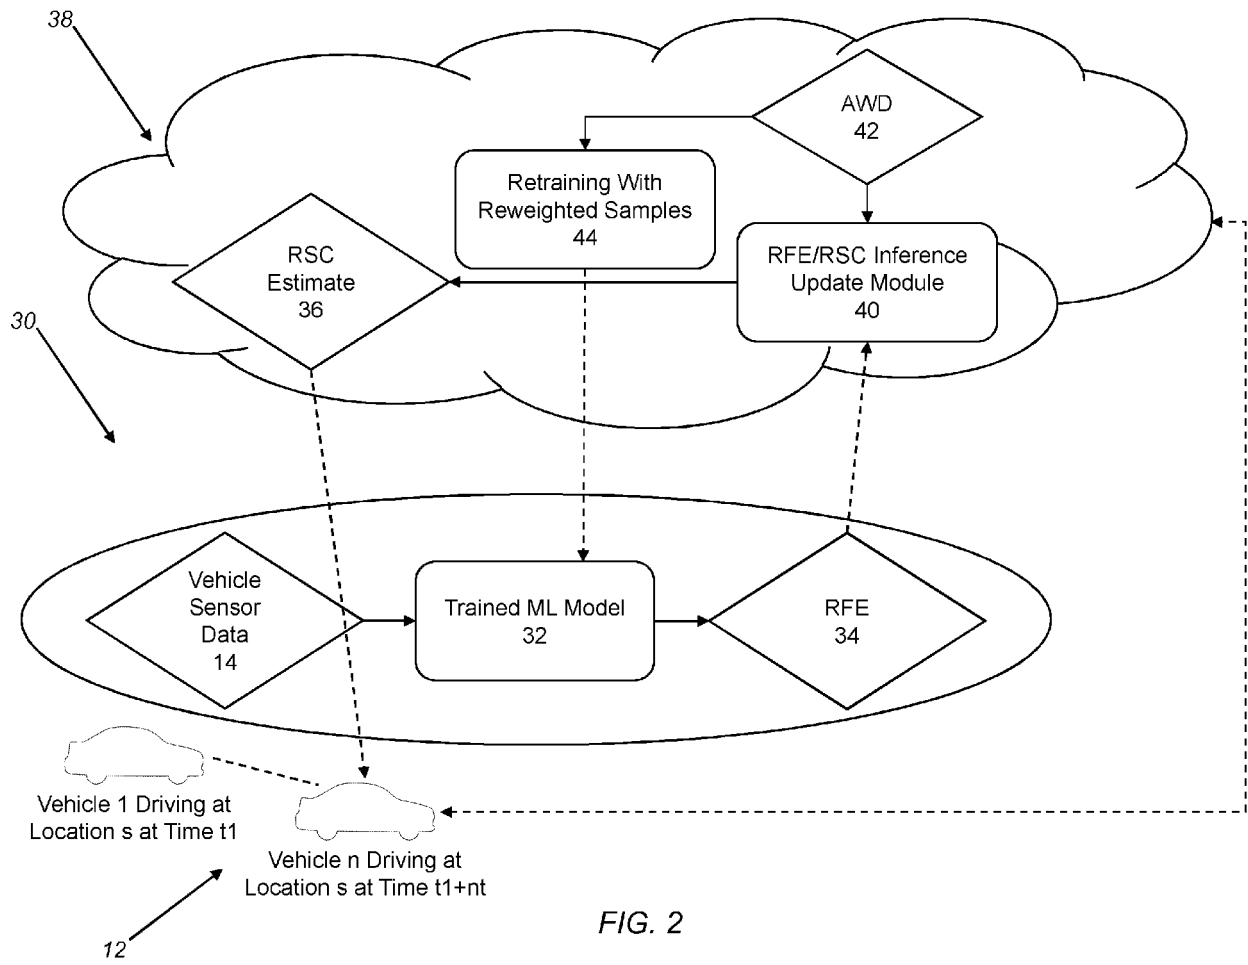 38
AWD
42
Retraining With
Reweighted Samples
44
RSC
Estimate
36
RFE/RSC Inference
Update Module
40
30
Vehicle
Sensor
Data
14
Trained ML Model
32
RFE
34
Vehicle 1 Driving at
Location s at Time t1
Vehicle n Driving at
Location s at Time t1+nt
12
FIG. 2